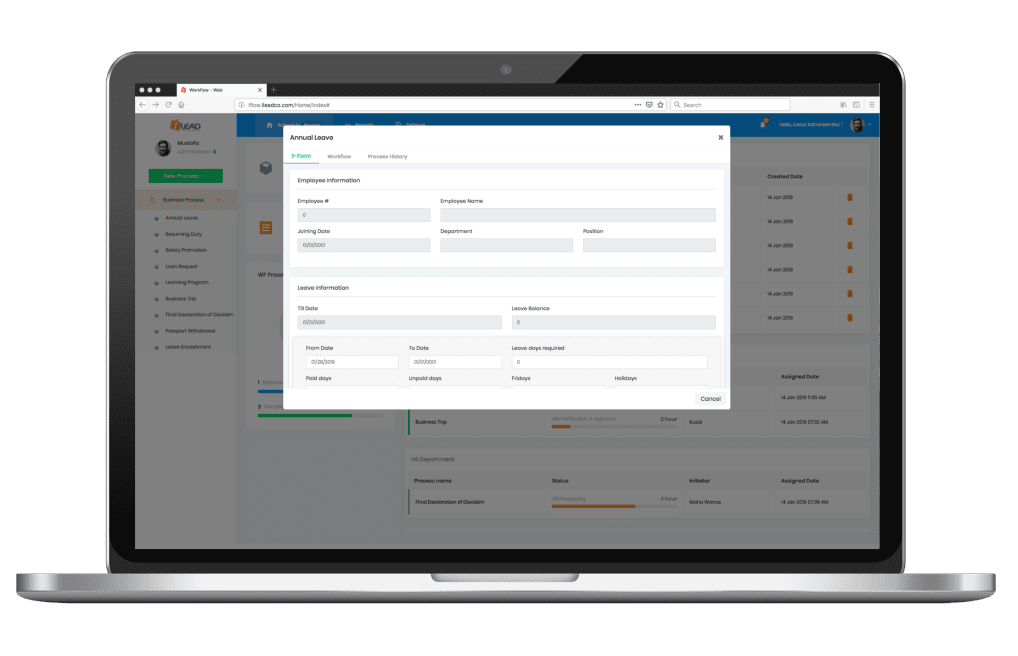 Workflow - Web
iflow.ileadco.com/Home/Index#
Search
LEAD
Mustafa
Administrator
New Process
Business Process
Annual Leave
Resuming Duty
Salary Promotion
Loan Request
Learning Program
Business Trip
Final Declaration of Disclaim
Passport Withdrawal
Leave Encashment
Settings
Hello, iLead Administrator !
WF Proce
Annual Leave
E-Form Workflow Process History
Employee Information
Employee # Employee Name
0
Joining Date Department Position
01/01/0001
Leave Information
Till Date Leave Balance
01/01/0001 0
From Date To Date Leave days required
01/28/2019 01/01/0001 0
Paid days Unpaid days Fridays Holidays
Cancel
Created Date
14 Jan 2019
14 Jan 2019
14 Jan 2019
14 Jan 2019
14 Jan 2019
14 Jan 2019
Assigned Date
14 Jan 2019 11:35 AM
Business Trip 2 hour Kusai 14 Jan 2019 07:32 AM
HR Department
Process name Status Initiator Assigned Date
Final Declaration of Disclaim HR Processing 2 hour Maha Wanas 14 Jan 2019 07:36 AM